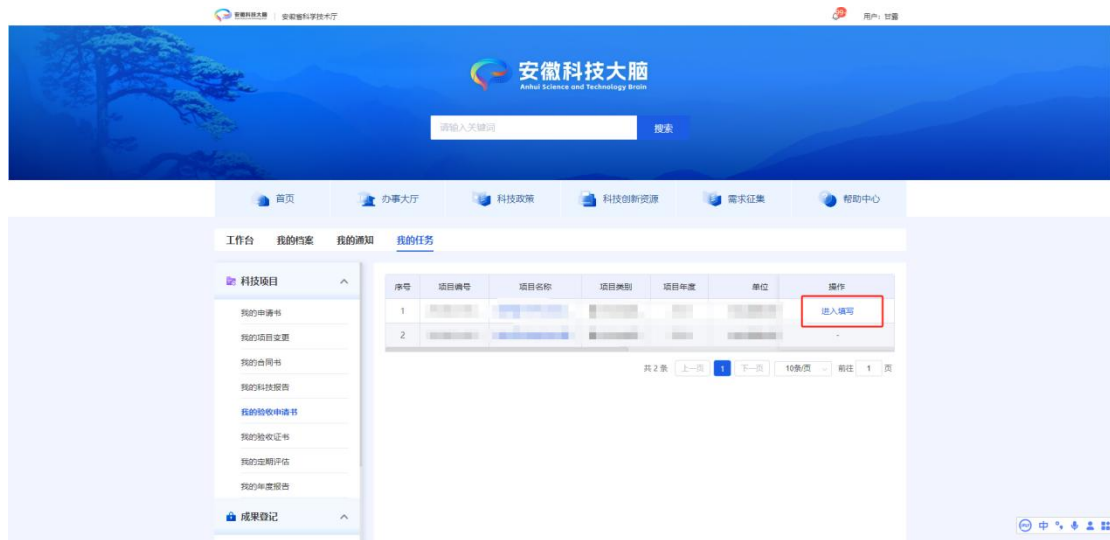 安徽科技大脑 | 安徽省科学技术厅
用户：甘露
安徽科技大脑
Anhui Science and Technology Brain
请输入关键词 搜索
首页 办事大厅 科技政策 科技创新资源 需求征集 帮助中心
工作台 我的档案 我的通知 我的任务
科技项目
我的申请书
我的项目变更
我的合同书
我的科技报告
我的验收申请书
我的验收证书
我的定期评估
我的年度报告
成果登记
序号 项目编号 项目名称 项目类别 项目年度 单位 操作
1 进入填写
2 -
共 2 条 上一页 1 下一页 10条/页 前往 1 页
中